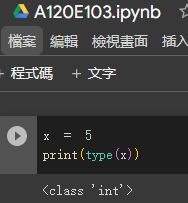 A120E103.ipynb
檔案 編輯 檢視畫面 插入
+ 程式碼 + 文字
x = 5
print(type(x))
<class 'int'>